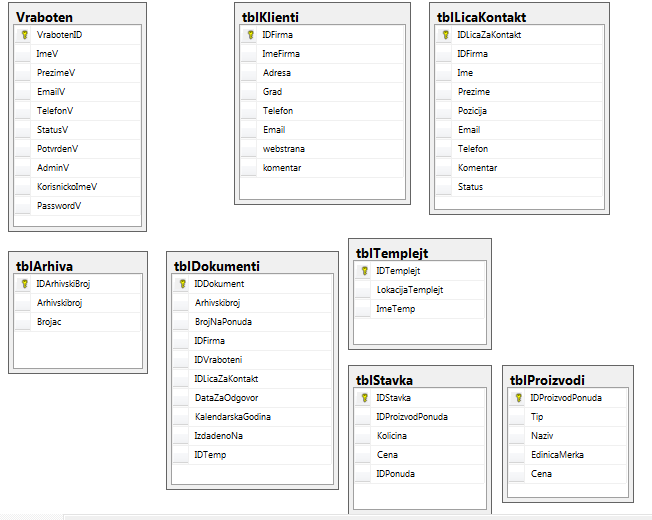 Vraboten
VrabotenID
ImeV
PrezimeV
EmailV
TelefonV
StatusV
PotvrdenV
AdminV
KorisnickoImeV
PasswordV
tblKlienti
IDFirma
ImeFirma
Adresa
Grad
Telefon
Email
webstrana
komentar
tblLicaKontakt
IDLicaZaKontakt
IDFirma
Ime
Prezime
Pozicija
Email
Telefon
Komentar
Status
tblArhiva
IDArhivskiBroj
Arhivskibroj
Brojac
tblDokumenti
IDDokument
Arhivskibroj
BrojNaPonuda
IDFirma
IDVraboteni
IDLicaZaKontakt
DataZaOdgovor
KalendarskaGodina
IzdadenoNa
IDTemp
tblTemplejt
IDTemplejt
LokacijaTemplejt
ImeTemp
tblStavka
IDStavka
IDProizvodPonuda
Kolicina
Cena
IDPonuda
tblProizvodi
IDProizvodPonuda
Tip
Naziv
EdinicaMerka
Cena